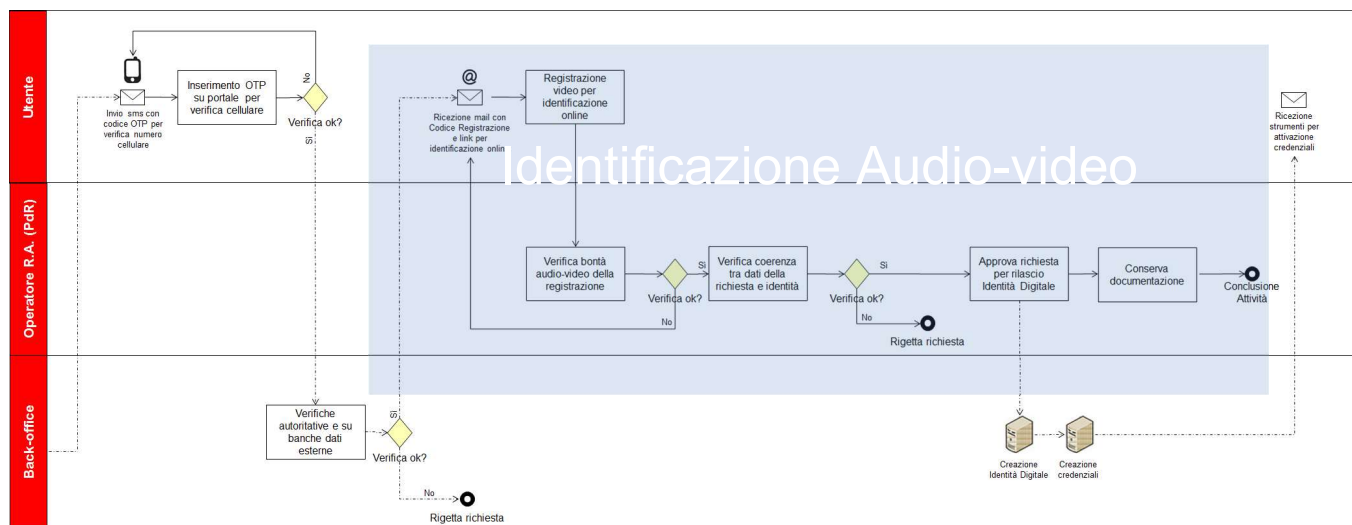 Utente
Invio sms con
codice OTP per
verifica numero
cellulare
Inserimento OTP
su portale per
verifica cellulare
No
Verifica ok?
Sì
@
Ricezione mail con
Codice Registrazione
e link per
identificazione onlin
Registrazione
video per
identificazione
online
Identificazione Audio-video
Ricezione
strumenti per
attivazione
credenziali
Operatore R.A. (PdR)
Verifica bontà
audio-video della
registrazione
Sì
Verifica ok?
No
Verifica coerenza
tra dati della
richiesta e identità
Sì
Verifica ok?
No
Rigetta richiesta
Approva richiesta
per rilascio
Identità Digitale
Conserva
documentazione
Conclusione
Attività
Back-office
Verifiche
autoritative e su
banche dati
esterne
Sì
Verifica ok?
No
Rigetta richiesta
Creazione
Identità Digitale
Creazione
credenziali